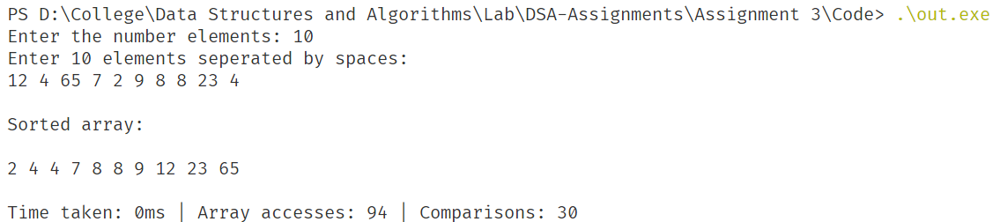 PS D:\College\Data Structures and Algorithms\Lab\DSA-Assignments\Assignment 3\Code> .\out.exe
Enter the number elements: 10
Enter 10 elements seperated by spaces:
12 4 65 7 2 9 8 8 23 4
Sorted array:
2 4 4 7 8 8 9 12 23 65
Time taken: 0ms | Array accesses: 94 | Comparisons: 30